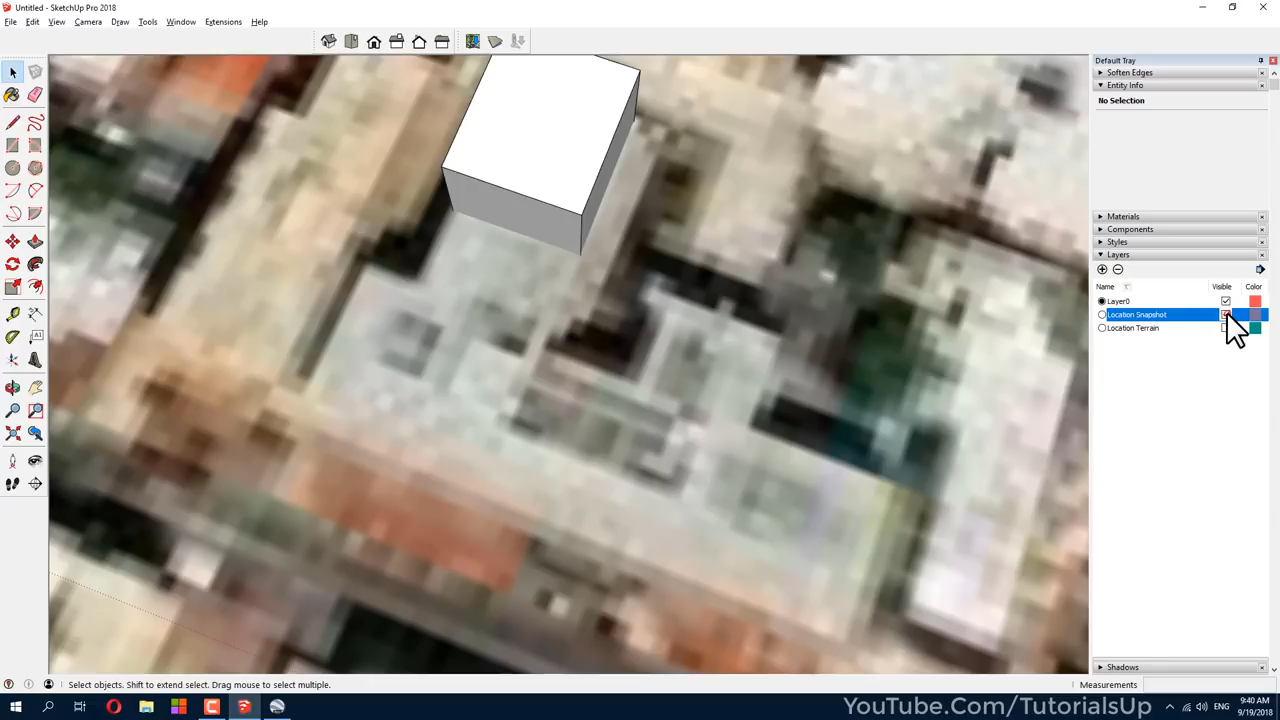 Untitled - SketchUp Pro 2018
File Edit View Camera Draw Tools Window Extensions Help
Default Tray
Soften Edges
Entity Info
No Selection
Materials
Components
Styles
Layers
Name Visible Color
Layer0
Location Snapshot
Location Terrain
Shadows
Select objects. Shift to extend select. Drag mouse to select multiple.
Measurements
YouTube.Com/TutorialsUp
ENG
9:40 AM
9/19/2018